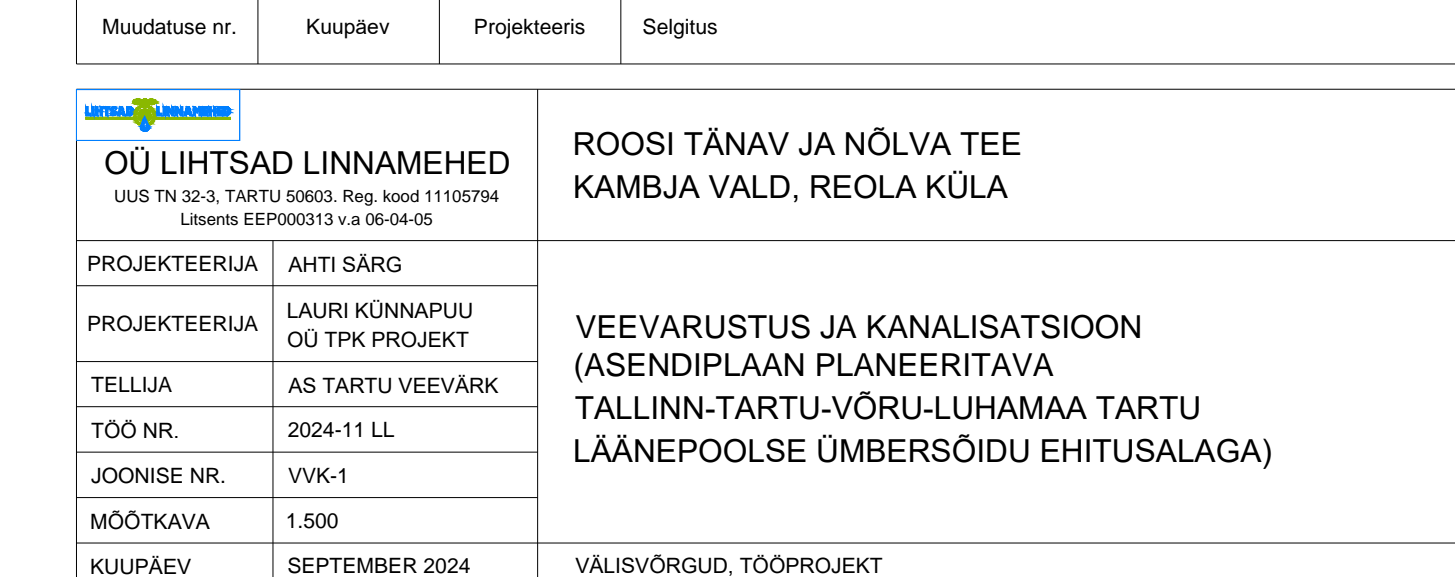 Muudatuse nr. Kuupäev Projekteeris Selgitus
LIHTSAD LINNAMEHED
OÜ LIHTSAD LINNAMEHED
UUS TN 32-3, TARTU 50603. Reg. kood 11105794
Litsents EEP000313 v.a 06-04-05
ROOSI TÄNAV JA NÕLVA TEE
KAMBJA VALD, REOLA KÜLA
PROJEKTEERIJA AHTI SÄRG
PROJEKTEERIJA LAURI KÜNNAPUU
OÜ TPK PROJEKT
TELLIJA AS TARTU VEEVÄRK
TÖÖ NR. 2024-11 LL
JOONISE NR. VVK-1
MÕÕTKAVA 1.500
KUUPÄEV SEPTEMBER 2024
VEEVARUSTUS JA KANALISATSIOON
(ASENDIPLAAN PLANEERITAVA
TALLINN-TARTU-VÕRU-LUHAMAA TARTU
LÄÄNEPOOLSE ÜMBERSÕIDU EHITUSALAGA)
VÄLISVÕRGUD, TÖÖPROJEKT